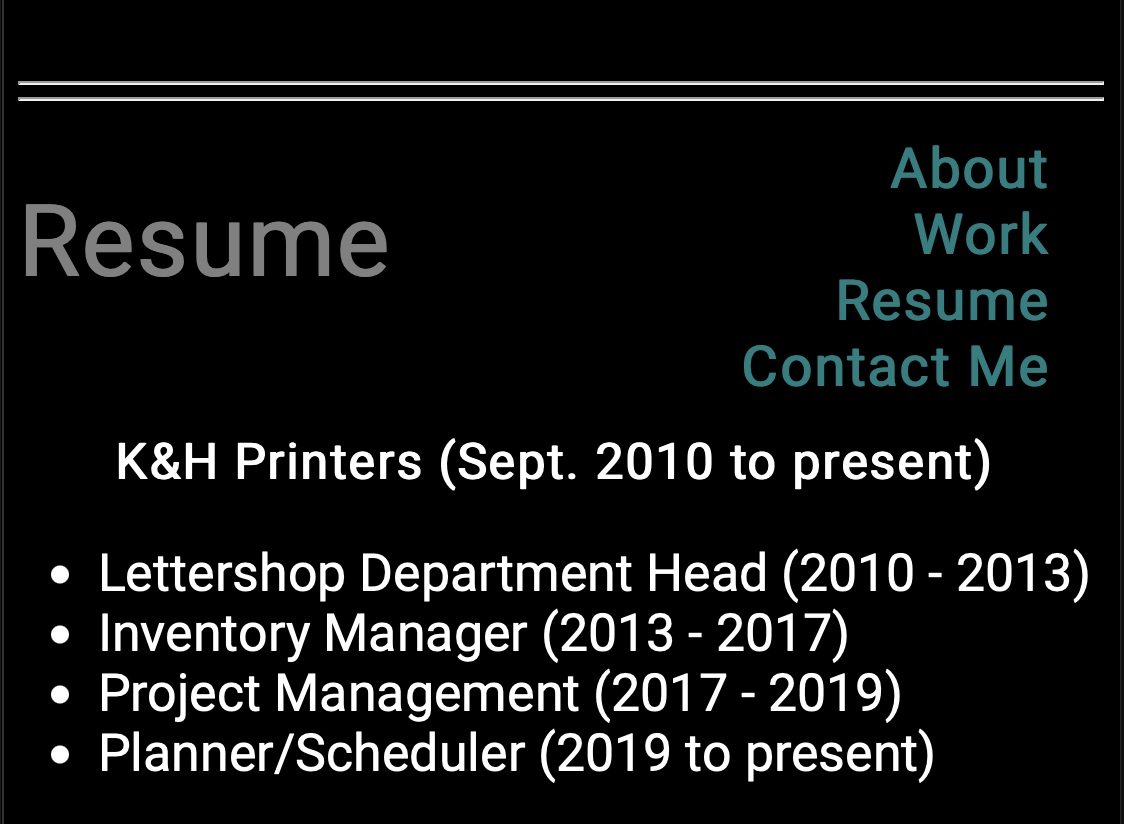 About
Work
Resume
Resume
Contact Me
K&H Printers (Sept. 2010 to present)
• Lettershop Department Head (2010 - 2013)
• Inventory Manager (2013 - 2017)
• Project Management (2017 - 2019)
• Planner/Scheduler (2019 to present)